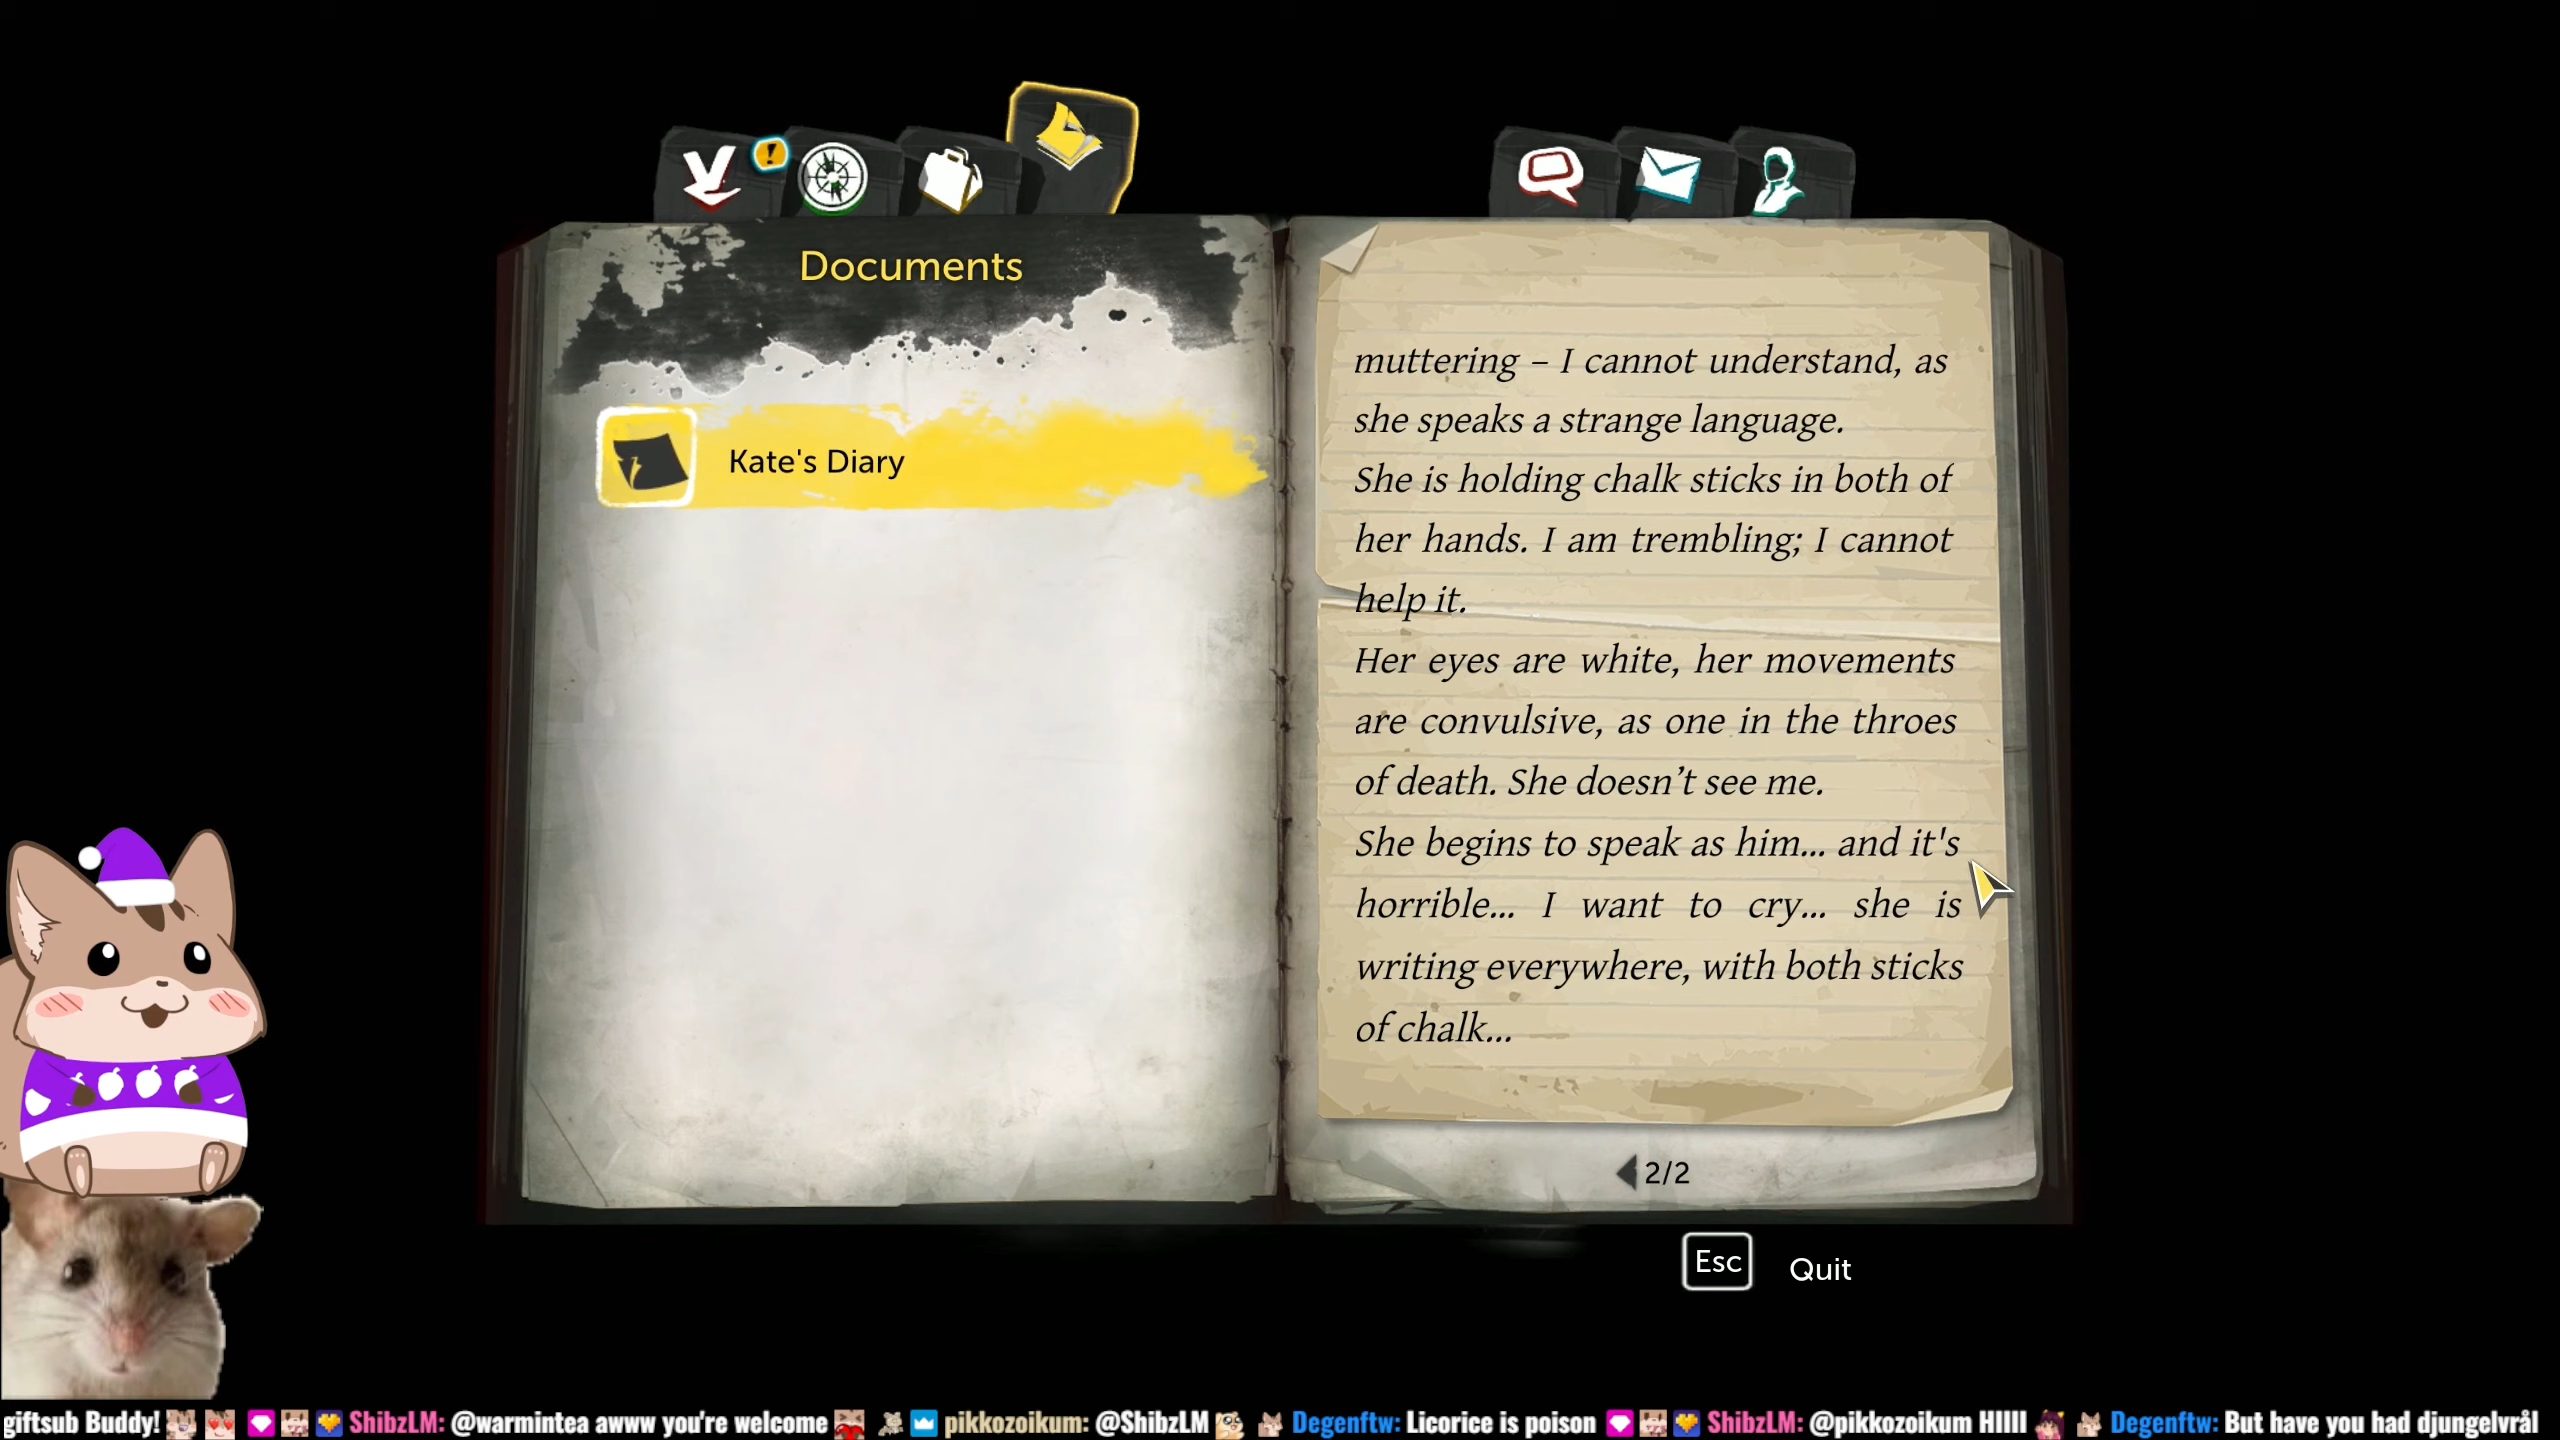 Documents
Kate's Diary
muttering – I cannot understand, as
she speaks a strange language.
She is holding chalk sticks in both of
her hands. I am trembling; I cannot
help it.
Her eyes are white, her movements
are convulsive, as one in the throes
of death. She doesn’t see me.
She begins to speak as him... and it's
horrible... I want to cry... she is
writing everywhere, with both sticks
of chalk...
2/2
Esc Quit
giftsub Buddy! ShibzLM: @warmintea awww you're welcome pikkozoikum: @ShibzLM Degenftw: Licorice is poison ShibzLM: @pikkozoikum HIIII Degenftw: But have you had djungelvrål